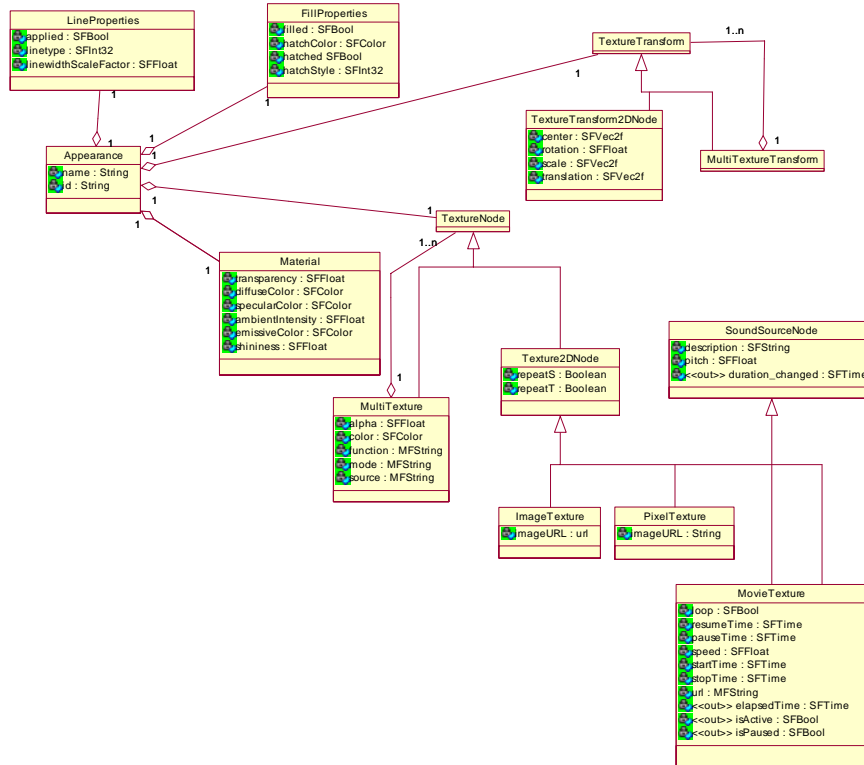 LineProperties
applied : SFBool
linetype : SFInt32
linewidthScaleFactor : SFFloat
FillProperties
filled : SFBool
hatchColor : SFColor
hatched : SFBool
hatchStyle : SFInt32
TextureTransform
1..n
1
1
1
1
1
1
1
TextureTransform2DNode
center : SFVec2f
rotation : SFFloat
scale : SFVec2f
translation : SFVec2f
MultiTextureTransform
Appearance
name : String
id : String
1
1
1
1
TextureNode
1..n
Material
transparency : SFFloat
diffuseColor : SFColor
specularColor : SFColor
ambientIntensity : SFFloat
emissiveColor : SFColor
shininess : SFFloat
1
MultiTexture
alpha : SFFloat
color : SFColor
function : MFString
mode : MFString
source : MFString
Texture2DNode
repeatS : Boolean
repeatT : Boolean
SoundSourceNode
description : SFString
pitch : SFFloat
<<out>> duration_changed : SFTime
ImageTexture
imageURL : url
PixelTexture
imageURL : String
MovieTexture
loop : SFBool
resumeTime : SFTime
pauseTime : SFTime
speed : SFFloat
startTime : SFTime
stopTime : SFTime
url : MFString
<<out>> elapsedTime : SFTime
<<out>> isActive : SFBool
<<out>> isPaused : SFBool